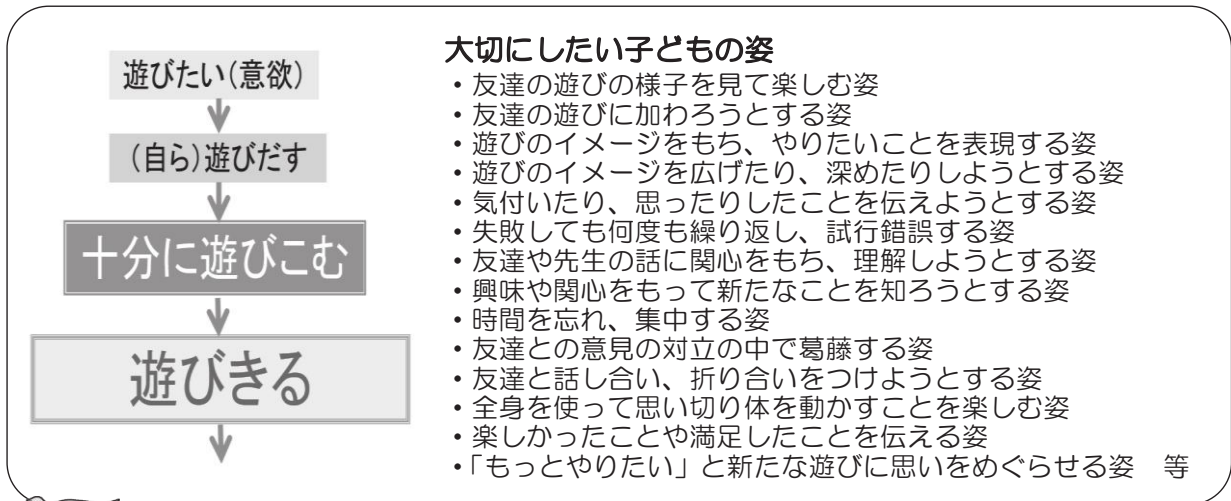 遊びたい(意欲)
(自ら)遊びだす
十分に遊びこむ
遊びきる
大切にしたい子どもの姿
・友達の遊びの様子を見て楽しむ姿
・友達の遊びに加わろうとする姿
・遊びのイメージをもち、やりたいことを表現する姿
・遊びのイメージを広げたり、深めたりしようとする姿
・気付いたり、思ったりしたことを伝えようとする姿
・失敗しても何度も繰り返し、試行錯誤する姿
・友達や先生の話に関心をもち、理解しようとする姿
・興味や関心をもって新たなことを知ろうとする姿
・時間を忘れ、集中する姿
・友達との意見の対立の中で葛藤する姿
・友達と話し合い、折り合いをつけようとする姿
・全身を使って思い切り体を動かすことを楽しむ姿
・楽しかったことや満足したことを伝える姿
・「もっとやりたい」と新たな遊びに思いをめぐらせる姿　等